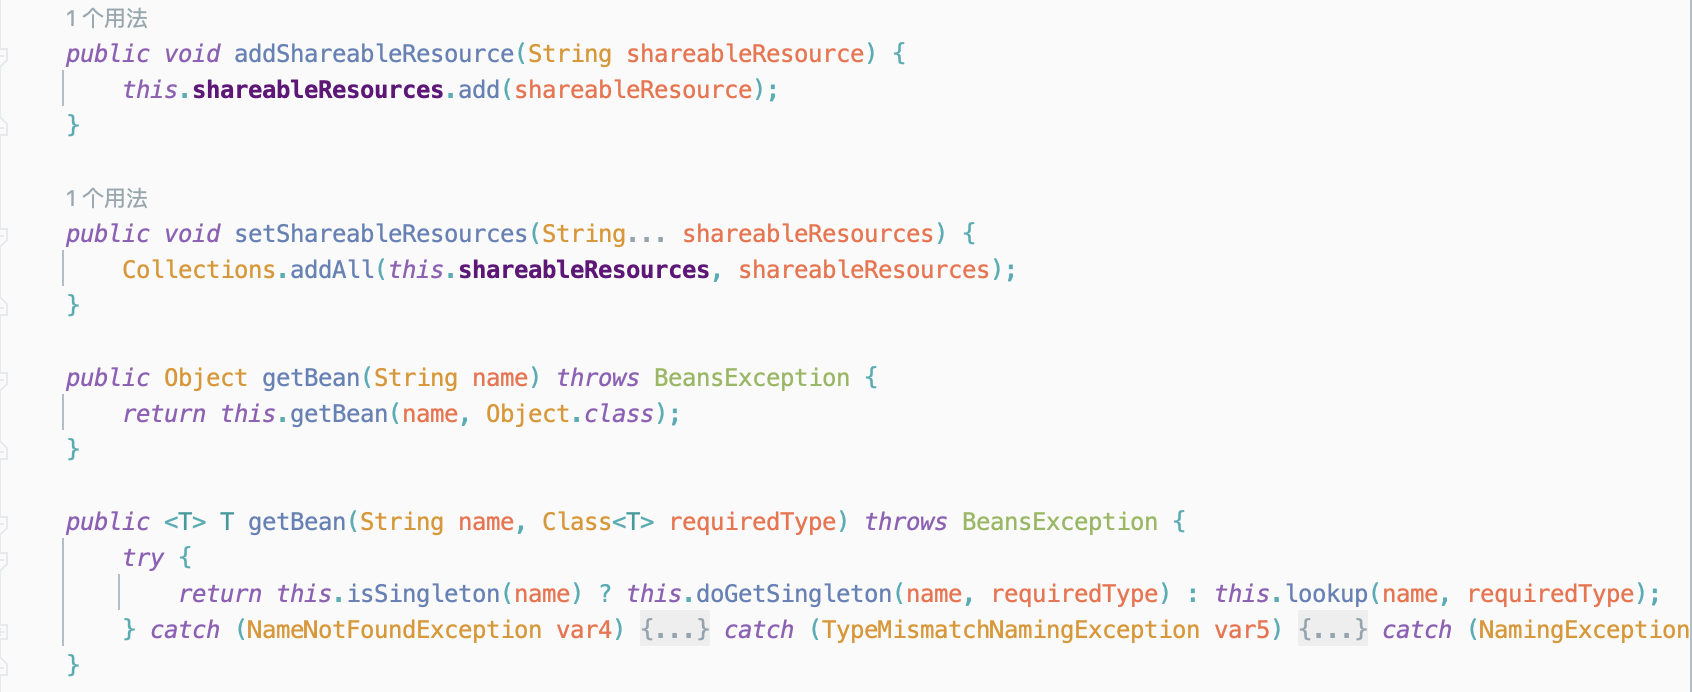 1个用法
public void addShareableResource(String shareableResource) {
this.shareableResources.add(shareableResource);
}
1个用法
public void setShareableResources(String... shareableResources) {
Collections.addAll(this.shareableResources, shareableResources);
}
public Object getBean(String name) throws BeansException {
return this.getBean(name, Object.class);
}
public <T> T getBean(String name, Class<T> requiredType) throws BeansException {
try {
return this.isSingleton(name) ? this.doGetSingleton(name, requiredType) : this.lookup(name, requiredType);
} catch (NameNotFoundException var4) {...} catch (TypeMismatchNamingException var5) {...} catch (NamingException
}